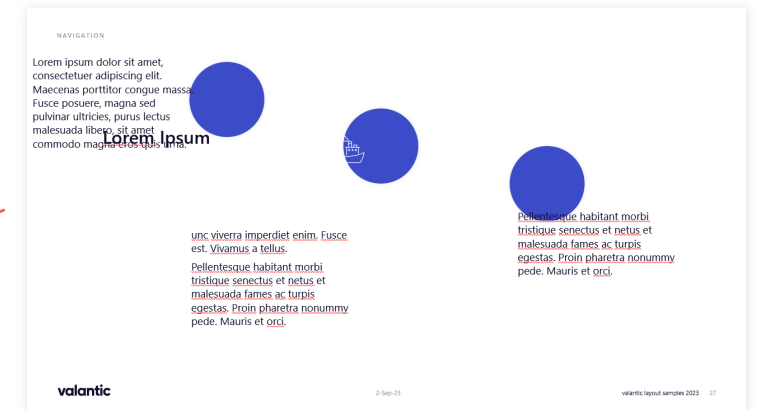 NAVIGATION
Lorem ipsum dolor sit amet,
consectetuer adipiscing elit.
Maecenas porttitor congue massa.
Fusce posuere, magna sed
pulvinar ultricies, purus lectus
malesuada libero, sit amet
commodo magna eros quis urna.
Lorem Ipsum
unc viverra imperdiet enim. Fusce
est. Vivamus a tellus.
Pellentesque habitant morbi
tristique senectus et netus et
malesuada fames ac turpis
egestas. Proin pharetra nonummy
pede. Mauris et orci.
Pellentesque habitant morbi
tristique senectus et netus et
malesuada fames ac turpis
egestas. Proin pharetra nonummy
pede. Mauris et orci.
valantic
2-Sep-23
valantic layout samples 2023 27